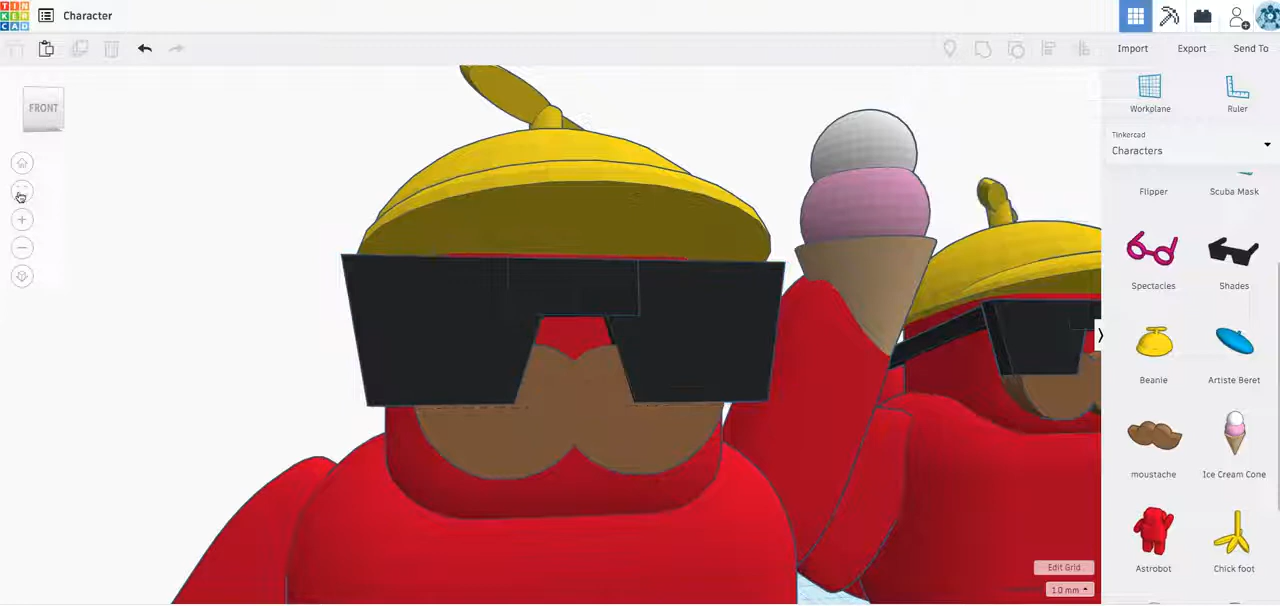 TIN
KER
CAD
Character
Import
Export
Send To
FRONT
Workplane
Ruler
Tinkercad
Characters
Flipper
Scuba Mask
Spectacles
Shades
Beanie
Artiste Beret
moustache
Ice Cream Cone
Astrobot
Chick foot
Edit Grid
1.0 mm